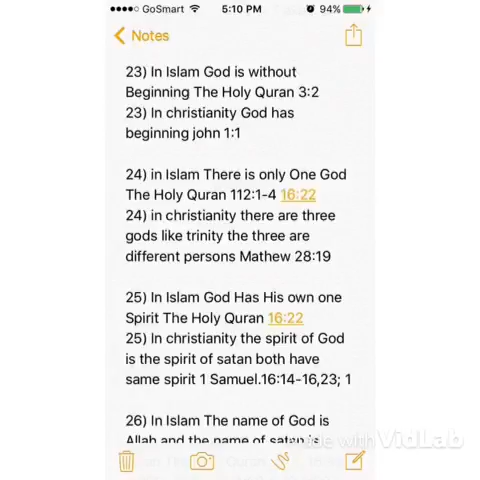 GoSmart 5:10 PM 94%
Notes
23) In Islam God is without
Beginning The Holy Quran 3:2
23) In christianity God has
beginning john 1:1
24) in Islam There is only One God
The Holy Quran 112:1-4 16:22
24) in christianity there are three
gods like trinity the three are
different persons Mathew 28:19
25) In Islam God Has His own one
Spirit The Holy Quran 16:22
25) In christianity the spirit of God
is the spirit of satan both have
same spirit 1 Samuel.16:14-16,23; 1
26) In Islam The name of God is
Allah and the name of satan is
with VidLab